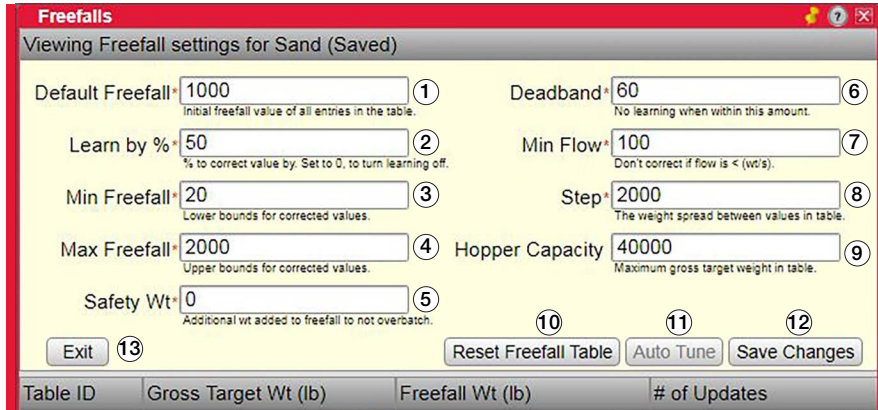 Freefalls
Viewing Freefall settings for Sand (Saved)
Default Freefall* 1000 1 Deadband* 60 6
Initial freefall value of all entries in the table. No learning when within this amount.
Learn by %* 50 2 Min Flow* 100 7
% to correct value by. Set to 0, to turn learning off. Don't correct if flow is < (wt/s).
Min Freefall* 20 3 Step* 2000 8
Lower bounds for corrected values. The weight spread between values in table.
Max Freefall* 2000 4 Hopper Capacity 40000 9
Upper bounds for corrected values. Maximum gross target weight in table.
Safety Wt* 0 5
Additional wt added to freefall to not overbatch.
10 11 12
Exit 13 Reset Freefall Table Auto Tune Save Changes
Table ID Gross Target Wt (lb) Freefall Wt (lb) # of Updates